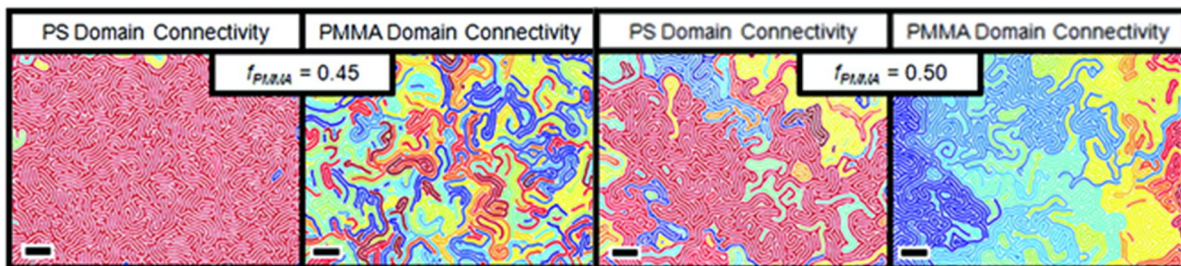 PS Domain Connectivity
PMMA Domain Connectivity
PS Domain Connectivity
PMMA Domain Connectivity
fPMMA = 0.45
fPMMA = 0.50